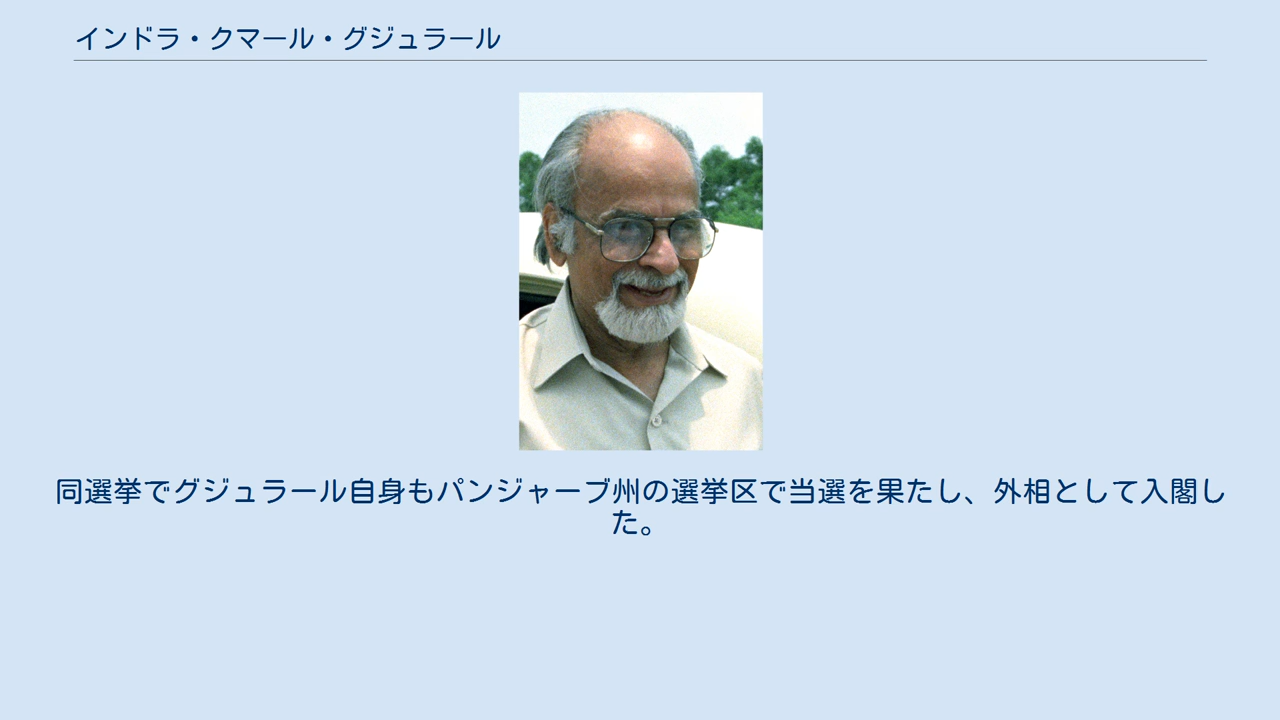 インドラ・クマール・グジュラール
同選挙でグジュラール自身もパンジャーブ州の選挙区で当選を果たし、外相として入閣し
た。